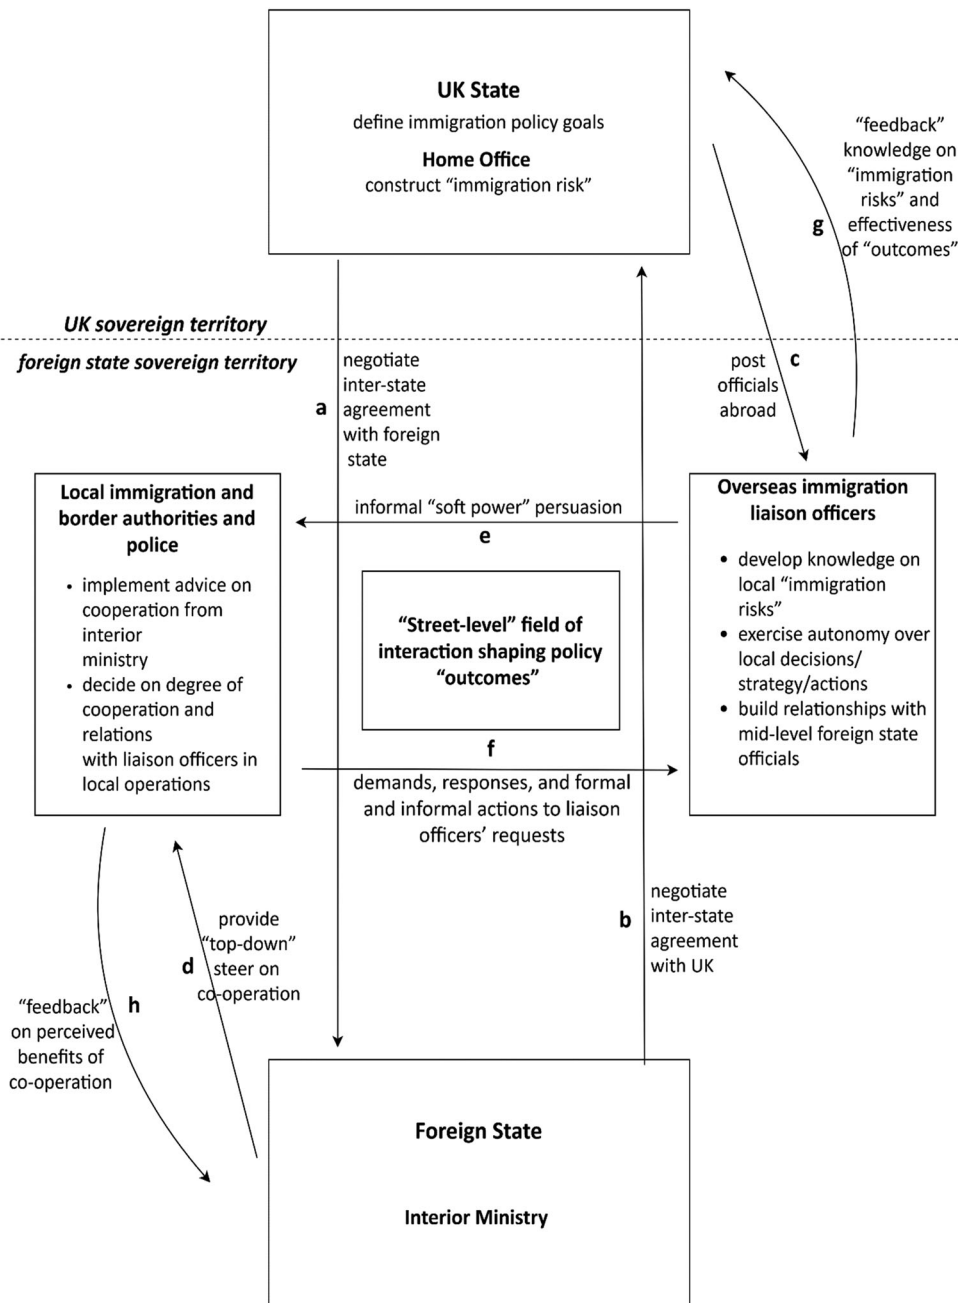 UK State
define immigration policy goals
Home Office
construct “immigration risk”
“feedback”
knowledge on
“immigration
risks” and
effectiveness
of “outcomes”
g
UK sovereign territory
foreign state sovereign territory
a
negotiate
inter-state
agreement
with foreign
state
c
post
officials
abroad
Local immigration and
border authorities and
police
• implement advice on
cooperation from
interior
ministry
• decide on degree of
cooperation and
relations
with liaison officers in
local operations
informal “soft power” persuasion
e
“Street-level” field of
interaction shaping policy
“outcomes”
f
demands, responses, and formal
and informal actions to liaison
officers’ requests
Overseas immigration
liaison officers
• develop knowledge on
local “immigration
risks”
• exercise autonomy over
local decisions/
strategy/actions
• build relationships with
mid-level foreign state
officials
provide
“top-down”
steer on
co-operation
d
h
“feedback”
on perceived
benefits of
co-operation
b
negotiate
inter-state
agreement
with UK
Foreign State
Interior Ministry